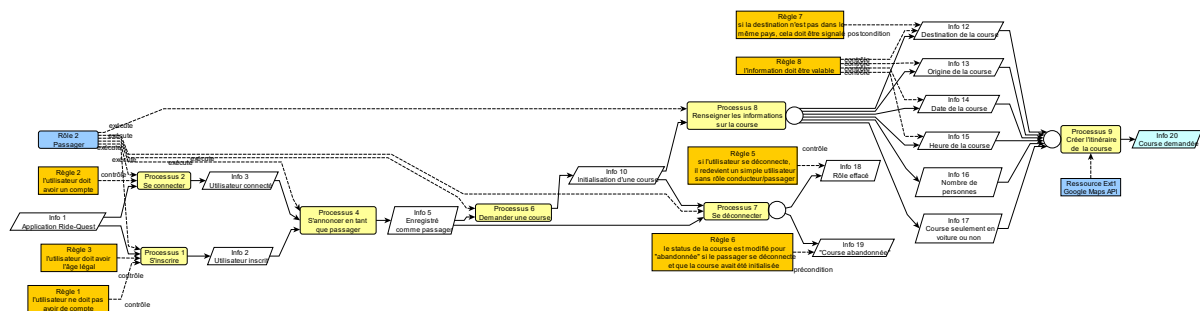 Règle 7
si la destination n'est pas dans le
même pays, cela doit être signalé
postcondition
Info 12
Destination de la course
Règle 8
l'information doit être valable
contrôle
contrôle
contrôle
contrôle
Info 13
Origine de la course
Info 14
Date de la course
Processus 8
Renseigner les informations
sur la course
exécute
Rôle 2
Passager
exécute
exécute
exécute
exécute
exécute
Info 15
Heure de la course
Processus 9
Créer l'itinéraire
de la course
Info 20
Course demandée
Règle 5
si l'utilisateur se déconnecte,
il redevient un simple utilisateur
sans rôle conducteur/passager
contrôle
Info 18
Rôle effacé
Règle 2
l'utilisateur doit
avoir un compte
contrôle
Processus 2
Se connecter
Info 3
Utilisateur connecté
Info 10
Initialisation d'une course
Info 16
Nombre de
personnes
Ressource Ext1
Google Maps API
Info 1
Application Ride-Quest
Processus 4
S'annoncer en tant
que passager
Info 5
Enregistré
comme passager
Processus 6
Demander une course
Processus 7
Se déconnecter
Info 17
Course seulement en
voiture ou non
Règle 3
l'utilisateur doit avoir
l'âge légal
contrôle
Processus 1
S'inscrire
Info 2
Utilisateur inscrit
Règle 6
le status de la course est modifié pour
"abandonnée" si le passager se déconnecte
et que la course avait été initialisée
précondition
Info 19
"Course abandonnée"
Règle 1
l'utilisateur ne doit pas
avoir de compte
contrôle